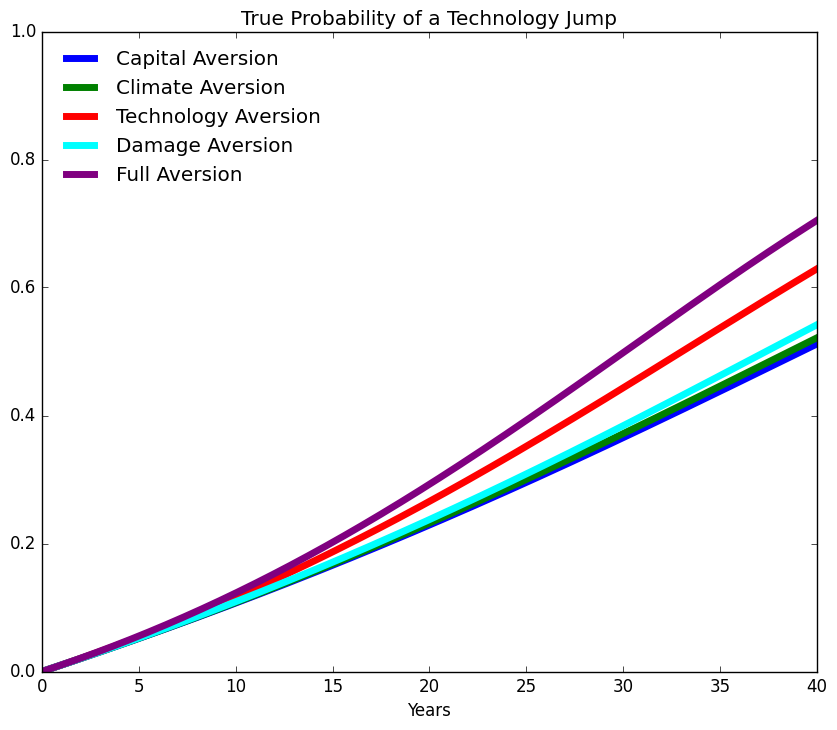 True Probability of a Technology Jump
1.0
Capital Aversion
Climate Aversion
Technology Aversion
Damage Aversion
Full Aversion
0.8
0.6
0.4
0.2
0.0
0 5 10 15 20 25 30 35 40
Years